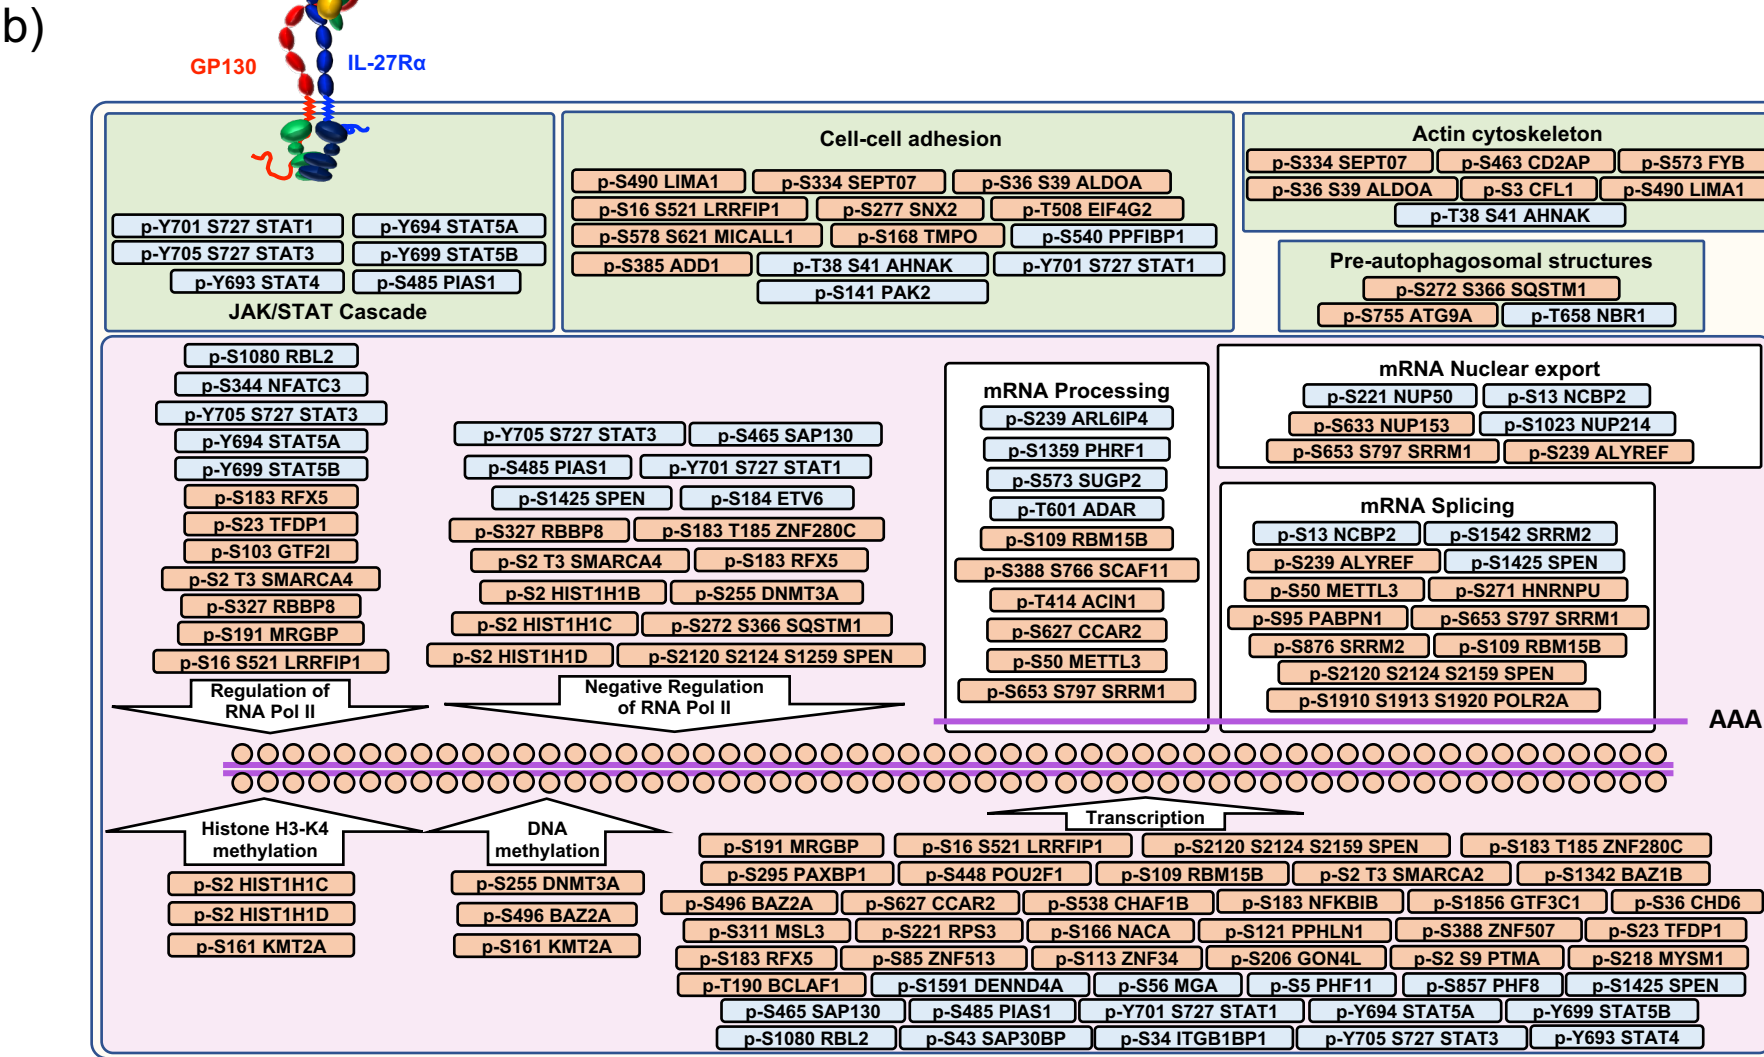 b)
GP130
IL-27Rα
p-Y701 S727 STAT1
p-Y694 STAT5A
p-Y705 S727 STAT3
p-Y699 STAT5B
p-Y693 STAT4
p-S485 PIAS1
JAK/STAT Cascade
Cell-cell adhesion
p-S490 LIMA1
p-S334 SEPT07
p-S36 S39 ALDOA
p-S16 S521 LRRFIP1
p-S277 SNX2
p-T508 EIF4G2
p-S578 S621 MICALL1
p-S168 TMPO
p-S540 PPFIBP1
p-S385 ADD1
p-T38 S41 AHNAK
p-Y701 S727 STAT1
p-S141 PAK2
Actin cytoskeleton
p-S334 SEPT07
p-S463 CD2AP
p-S573 FYB
p-S36 S39 ALDOA
p-S3 CFL1
p-S490 LIMA1
p-T38 S41 AHNAK
Pre-autophagosomal structures
p-S272 S366 SQSTM1
p-S755 ATG9A
p-T658 NBR1
p-S1080 RBL2
p-S344 NFATC3
p-Y705 S727 STAT3
p-Y694 STAT5A
p-Y699 STAT5B
p-S183 RFX5
p-S23 TFDP1
p-S103 GTF2I
p-S2 T3 SMARCA4
p-S327 RBBP8
p-S191 MRGBP
p-S16 S521 LRRFIP1
Regulation of
RNA Pol II
p-Y705 S727 STAT3
p-S465 SAP130
p-S485 PIAS1
p-Y701 S727 STAT1
p-S1425 SPEN
p-S184 ETV6
p-S327 RBBP8
p-S183 T185 ZNF280C
p-S2 T3 SMARCA4
p-S183 RFX5
p-S2 HIST1H1B
p-S255 DNMT3A
p-S2 HIST1H1C
p-S272 S366 SQSTM1
p-S2 HIST1H1D
p-S2120 S2124 S1259 SPEN
Negative Regulation
of RNA Pol II
mRNA Processing
p-S239 ARL6IP4
p-S1359 PHRF1
p-S573 SUGP2
p-T601 ADAR
p-S109 RBM15B
p-S388 S766 SCAF11
p-T414 ACIN1
p-S627 CCAR2
p-S50 METTL3
p-S653 S797 SRRM1
mRNA Nuclear export
p-S221 NUP50
p-S13 NCBP2
p-S633 NUP153
p-S1023 NUP214
p-S653 S797 SRRM1
p-S239 ALYREF
mRNA Splicing
p-S13 NCBP2
p-S1542 SRRM2
p-S239 ALYREF
p-S1425 SPEN
p-S50 METTL3
p-S271 HNRNPU
p-S95 PABPN1
p-S653 S797 SRRM1
p-S876 SRRM2
p-S109 RBM15B
p-S2120 S2124 S2159 SPEN
p-S1910 S1913 S1920 POLR2A
AAA
Histone H3-K4
methylation
p-S2 HIST1H1C
p-S2 HIST1H1D
p-S161 KMT2A
DNA
methylation
p-S255 DNMT3A
p-S496 BAZ2A
p-S161 KMT2A
Transcription
p-S191 MRGBP
p-S16 S521 LRRFIP1
p-S2120 S2124 S2159 SPEN
p-S183 T185 ZNF280C
p-S295 PAXBP1
p-S448 POU2F1
p-S109 RBM15B
p-S2 T3 SMARCA2
p-S1342 BAZ1B
p-S496 BAZ2A
p-S627 CCAR2
p-S538 CHAF1B
p-S183 NFKBIB
p-S1856 GTF3C1
p-S36 CHD6
p-S311 MSL3
p-S221 RPS3
p-S166 NACA
p-S121 PPHLN1
p-S388 ZNF507
p-S23 TFDP1
p-S183 RFX5
p-S85 ZNF513
p-S113 ZNF34
p-S206 GON4L
p-S2 S9 PTMA
p-S218 MYSM1
p-T190 BCLAF1
p-S1591 DENND4A
p-S56 MGA
p-S5 PHF11
p-S857 PHF8
p-S1425 SPEN
p-S465 SAP130
p-S485 PIAS1
p-Y701 S727 STAT1
p-Y694 STAT5A
p-Y699 STAT5B
p-S1080 RBL2
p-S43 SAP30BP
p-S34 ITGB1BP1
p-Y705 S727 STAT3
p-Y693 STAT4